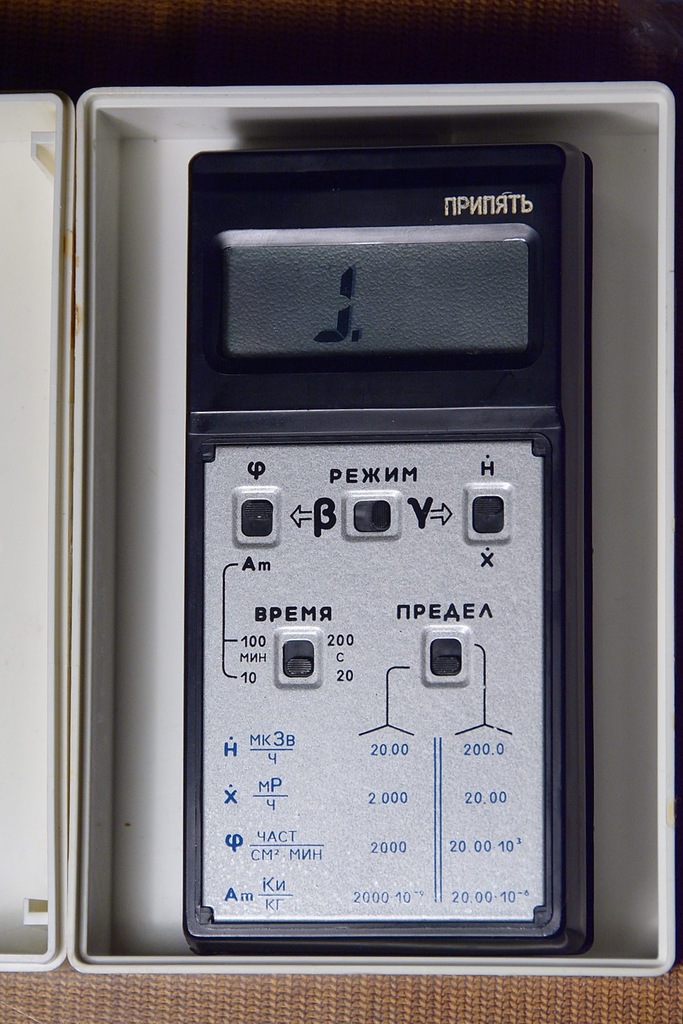 ПРИПЯТЬ
J.
φ РЕЖИМ Ḣ
⇐β γ⇒
Am Ẋ
ВРЕМЯ ПРЕДЕЛ
100 200
МИН С
10 20
Ḣ МКЗВ/Ч 20.00 200.0
Ẋ МР/Ч 2.000 20.00
φ ЧАСТ/СМ² МИН 2000 20.00·10³
Am КИ/КГ 2000·10⁻⁹ 20.00·10⁻⁶